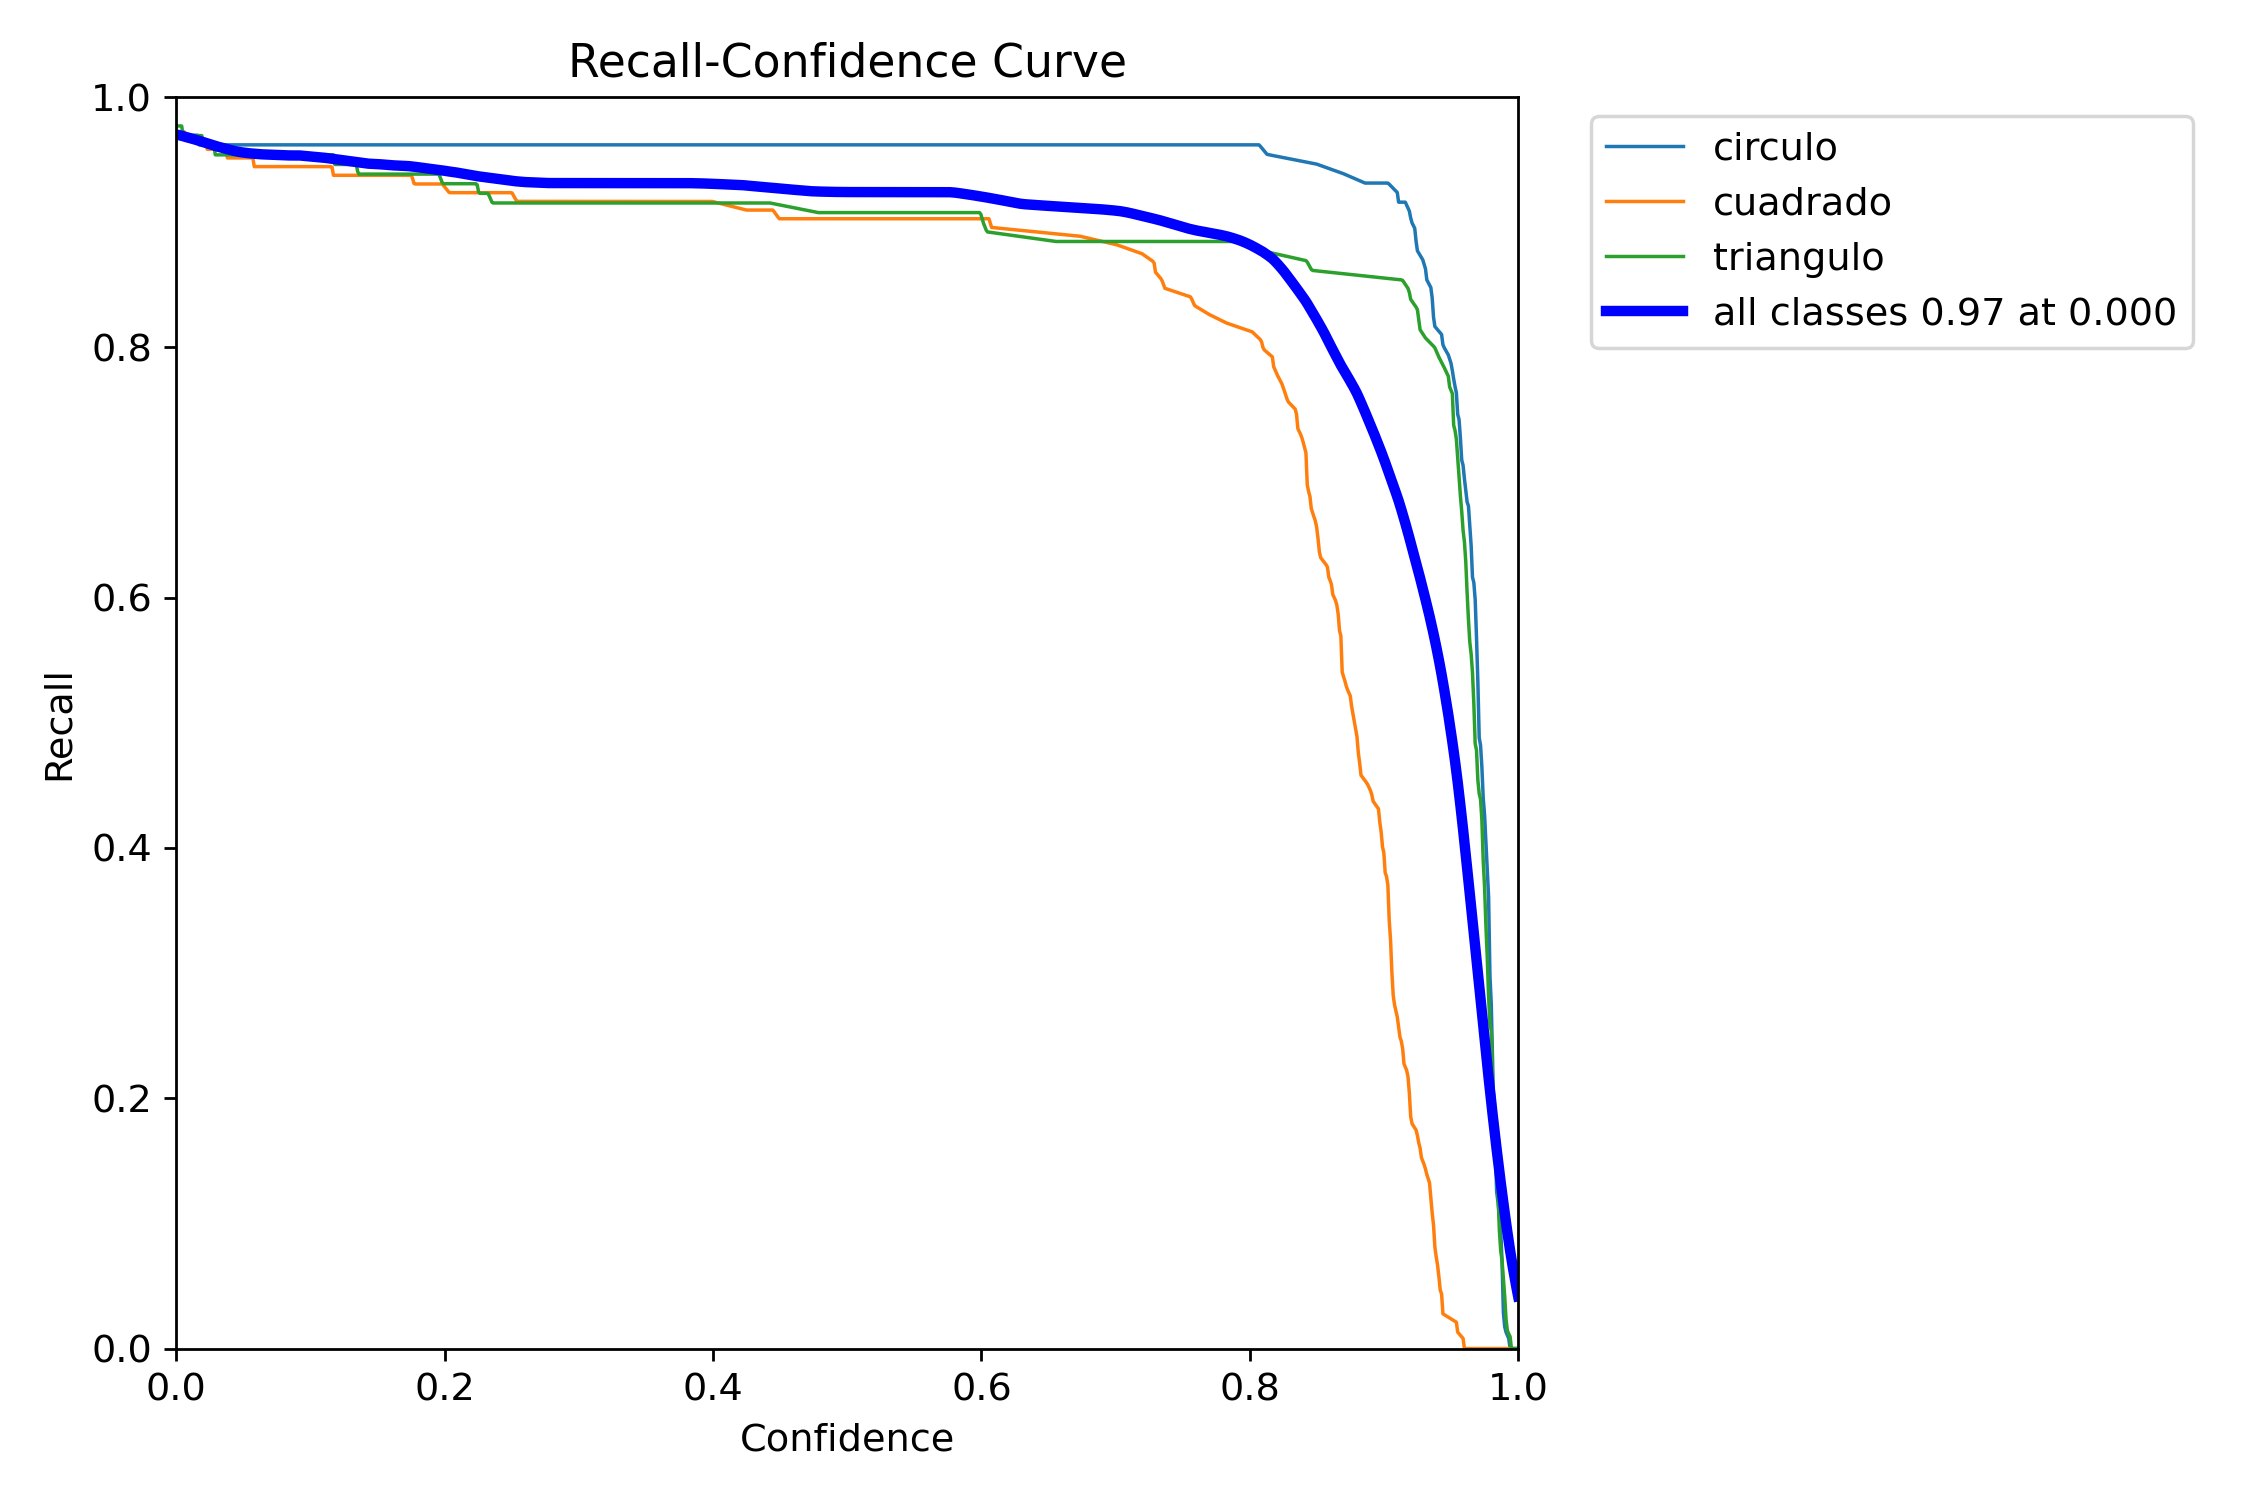 Recall-Confidence Curve
1.0
0.8
0.6
0.4
0.2
0.0
Recall
0.0 0.2 0.4 0.6 0.8 1.0
Confidence
circulo
cuadrado
triangulo
all classes 0.97 at 0.000